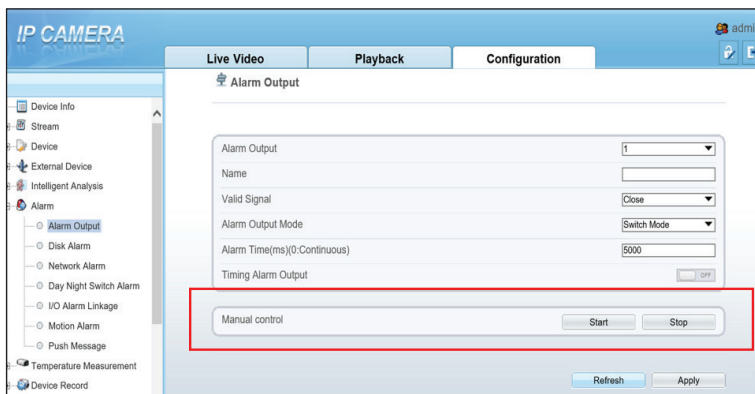 IP CAMERA
admi
Live Video
Playback
Configuration
Alarm Output
Device Info
Stream
Device
External Device
Intelligent Analysis
Alarm
Alarm Output
Disk Alarm
Network Alarm
Day Night Switch Alarm
I/O Alarm Linkage
Motion Alarm
Push Message
Temperature Measurement
Device Record
Alarm Output 1
Name
Valid Signal Close
Alarm Output Mode Switch Mode
Alarm Time(ms)(0:Continuous) 5000
Timing Alarm Output OFF
Manual control Start Stop
Refresh Apply